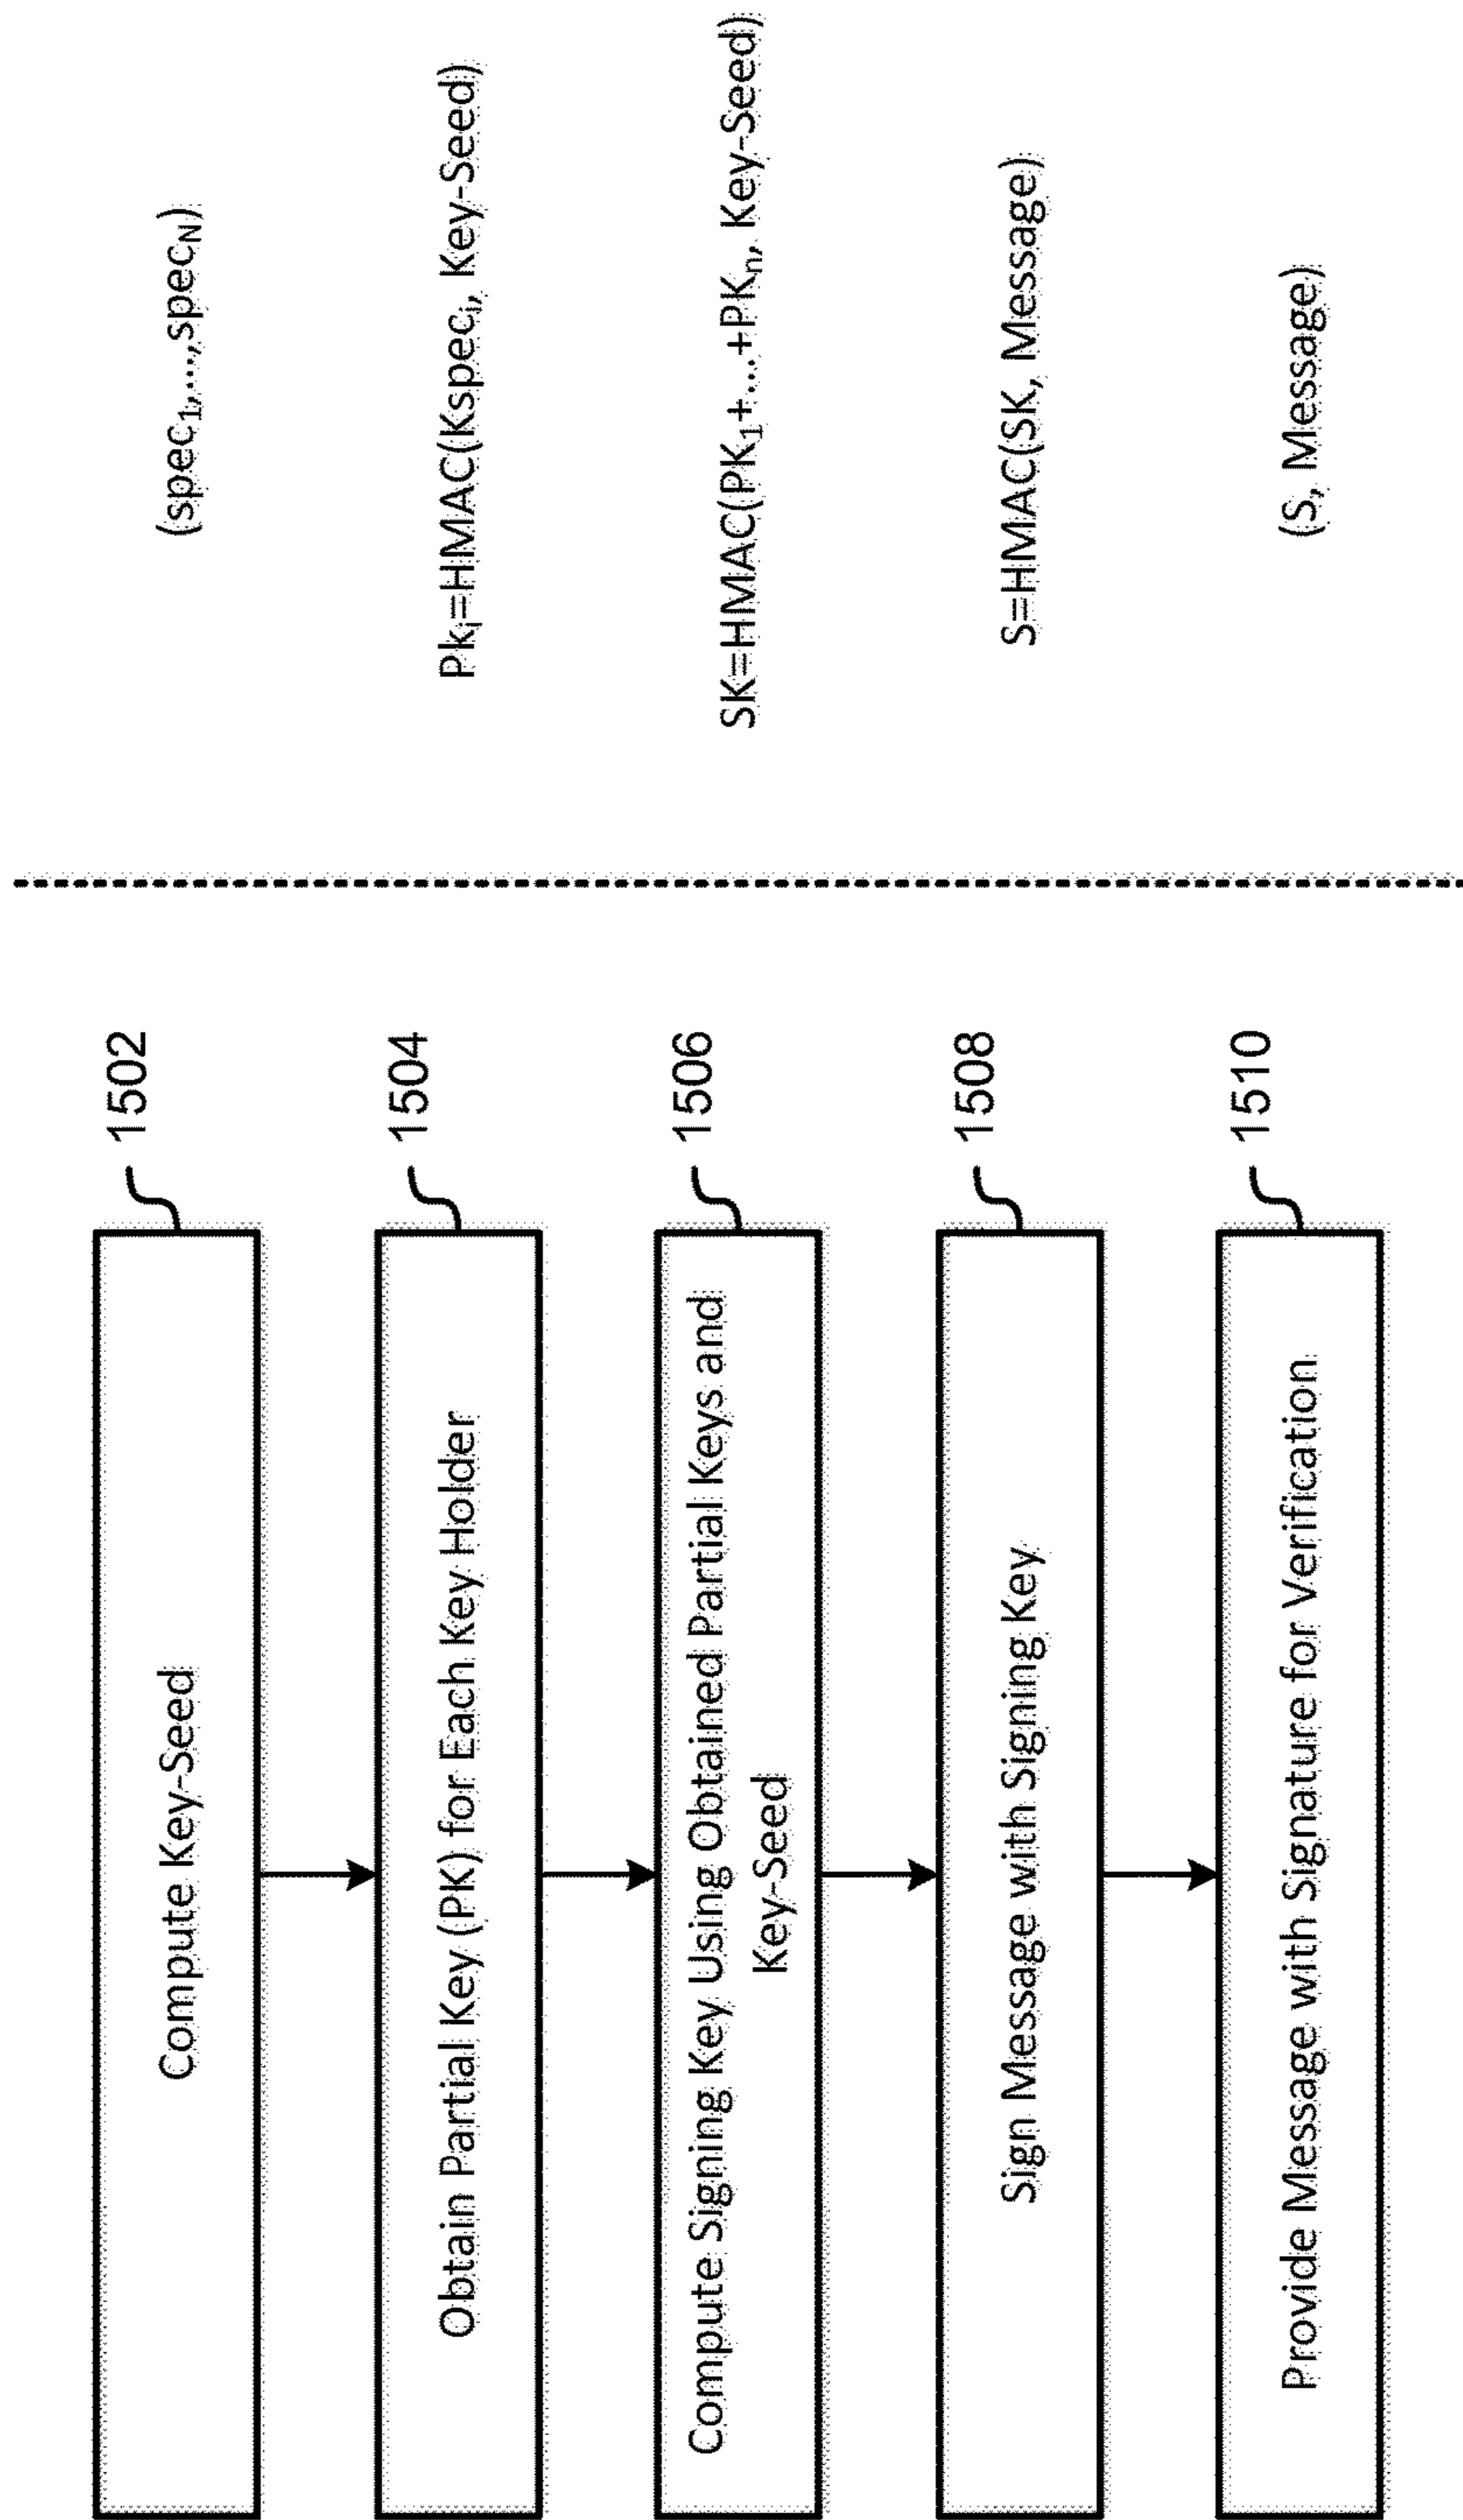 Compute Key-Seed
1502
(spec1,...,specN)
Obtain Partial Key (PK) for Each Key Holder
1504
Pki=HMAC(Kspeci, Key-Seed)
Compute Signing Key Using Obtained Partial Keys and
Key-Seed
1506
SK=HMAC(PK1+...+PKn, Key-Seed)
Sign Message with Signing Key
1508
S=HMAC(SK, Message)
Provide Message with Signature for Verification
1510
(S, Message)